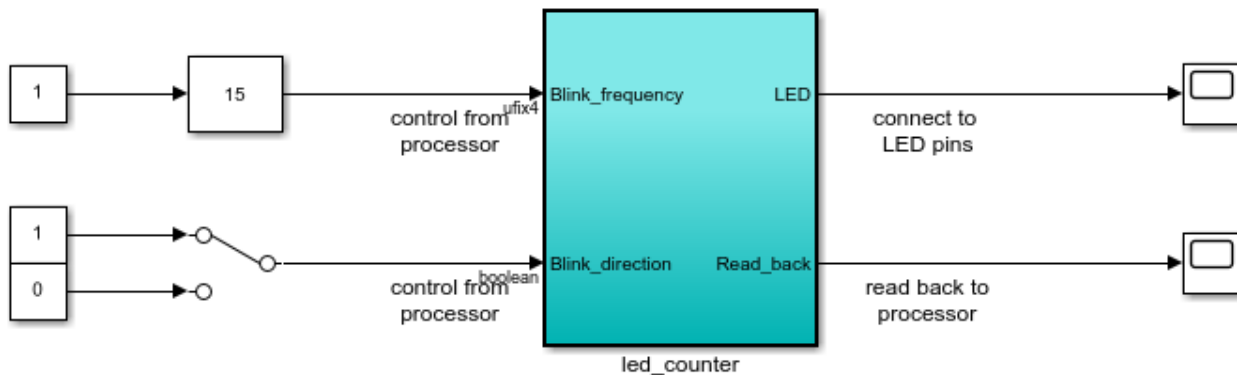 1
15
Blink_frequency
LED
ufix4
control from
processor
connect to
LED pins
1
0
Blink_direction
Read_back
boolean
control from
processor
read back to
processor
led_counter